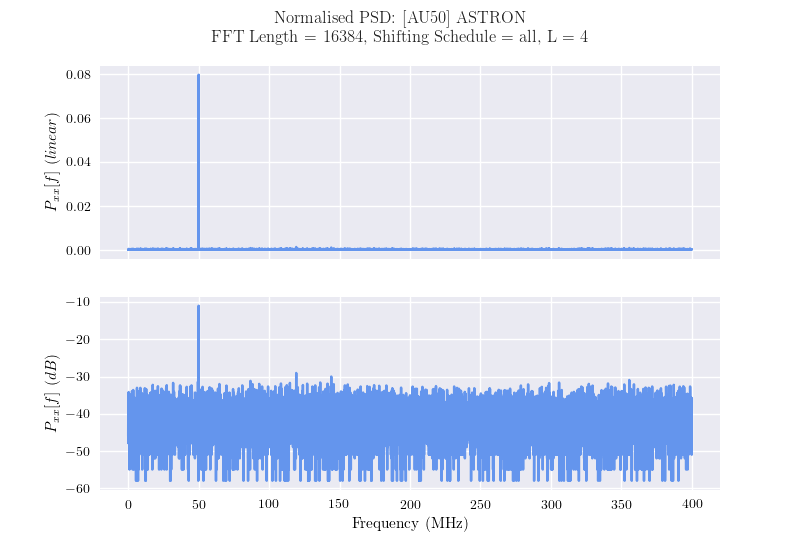 Normalised PSD: [AU50] ASTRON
FFT Length = 16384, Shifting Schedule = all, L = 4
P_{xx}[f] (linear)
0.08
0.06
0.04
0.02
0.00
P_{xx}[f] (dB)
−10
−20
−30
−40
−50
−60
0 50 100 150 200 250 300 350 400
Frequency (MHz)